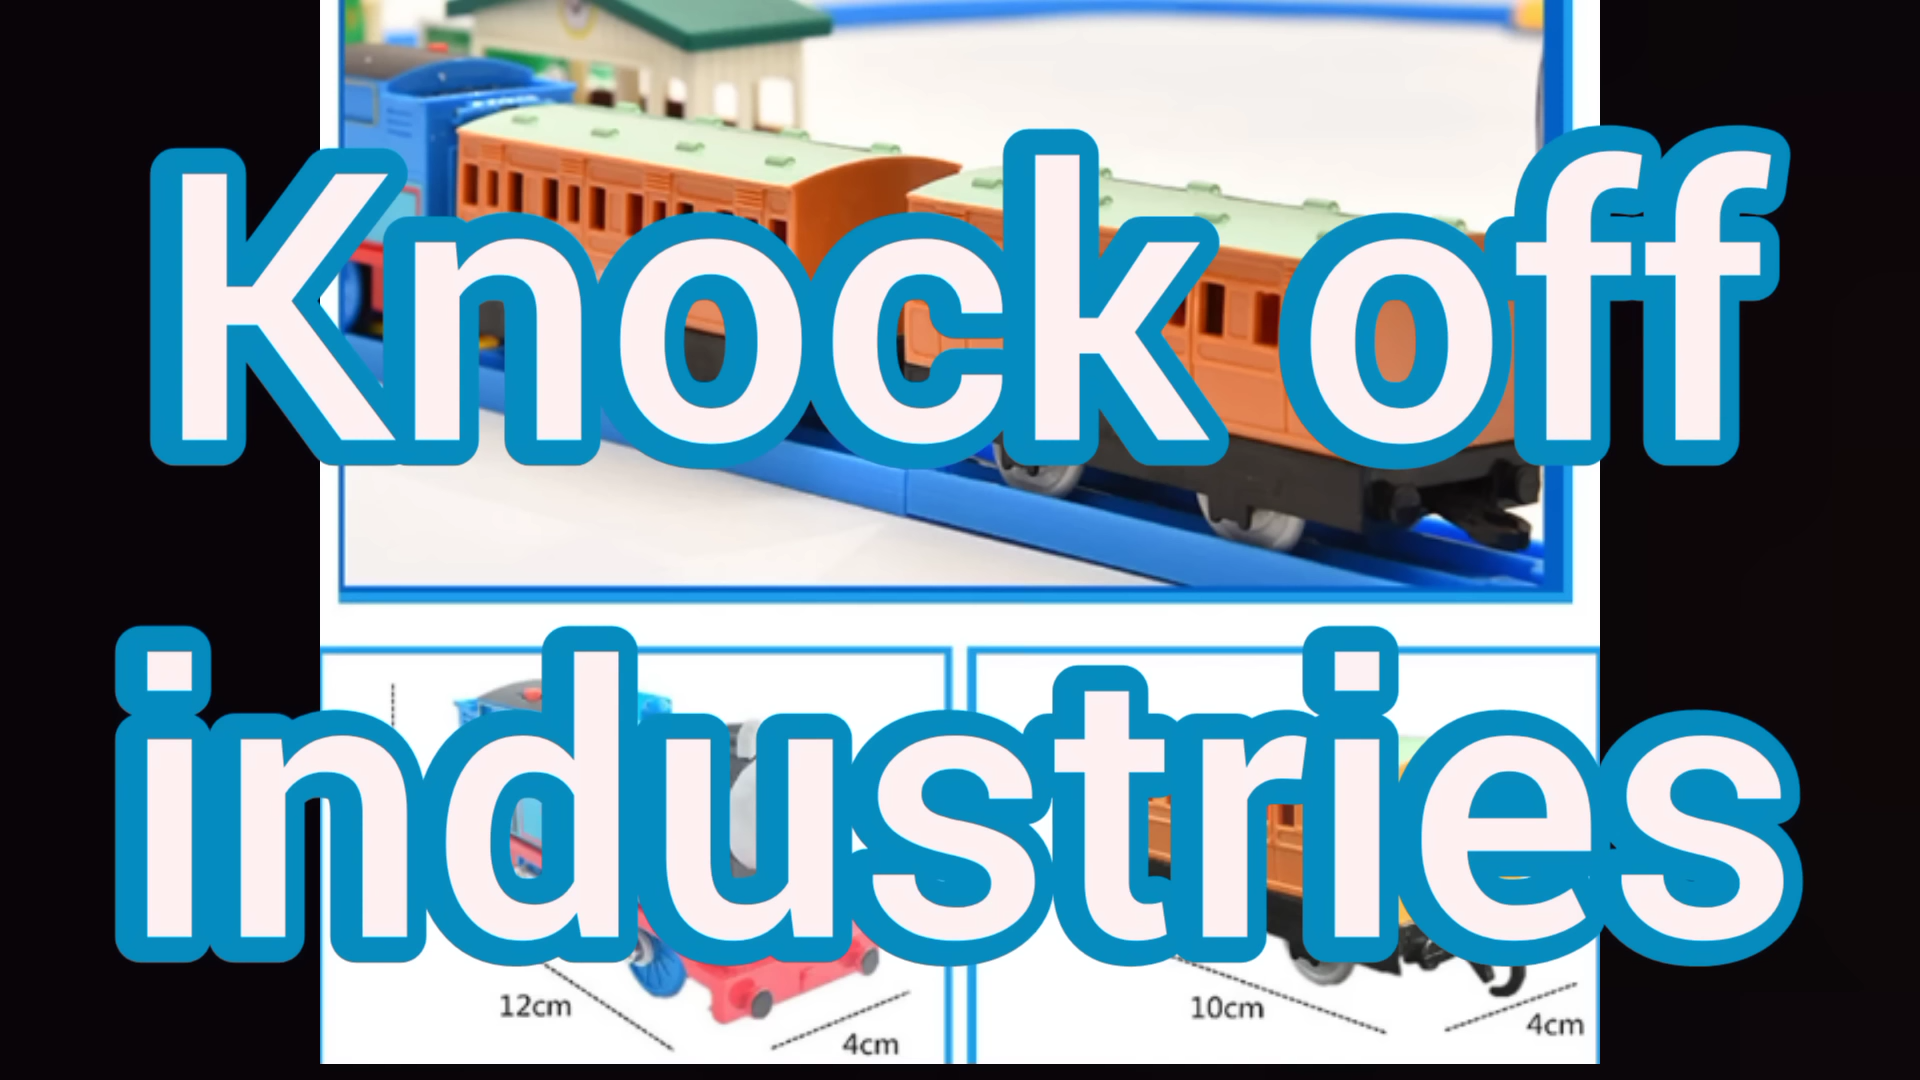 Knock off
industries
12cm
4cm
10cm
4cm